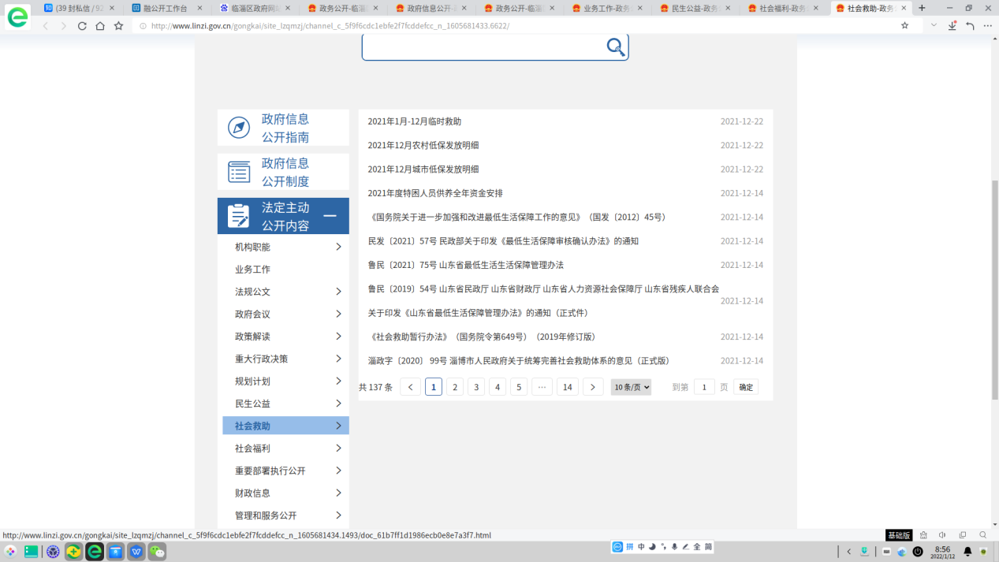 (39 封私信 / 92
融公开工作台
临淄区政府网站
政务公开-临淄
政府信息公开-
政务公开-临淄
业务工作-政务
民生公益-政务
社会福利-政务
社会救助-政务
http://www.linzi.gov.cn/gongkai/site_lzqmzj/channel_c_5f9f6cdc1ebfe2f7fcddefcc_n_1605681433.6622/
政府信息
公开指南
政府信息
公开制度
法定主动
公开内容
机构职能
业务工作
法规公文
政府会议
政策解读
重大行政决策
规划计划
民生公益
社会救助
社会福利
重要部署执行公开
财政信息
管理和服务公开
2021年1月-12月临时救助 2021-12-22
2021年12月农村低保发放明细 2021-12-22
2021年12月城市低保发放明细 2021-12-22
2021年度特困人员供养全年资金安排 2021-12-14
《国务院关于进一步加强和改进最低生活保障工作的意见》（国发〔2012〕45号） 2021-12-14
民发〔2021〕57号 民政部关于印发《最低生活保障审核确认办法》的通知 2021-12-14
鲁民〔2021〕75号 山东省最低生活生活保障管理办法 2021-12-14
鲁民〔2019〕54号 山东省民政厅 山东省财政厅 山东省人力资源社会保障厅 山东省残疾人联合会
关于印发《山东省最低生活保障管理办法》的通知（正式件） 2021-12-14
《社会救助暂行办法》（国务院令第649号）（2019年修订版） 2021-12-14
淄政字〔2020〕 99号 淄博市人民政府关于统筹完善社会救助体系的意见（正式版） 2021-12-14
共 137 条 1 2 3 4 5 ··· 14 10 条/页 到第 1 页 确定
http://www.linzi.gov.cn/gongkai/site_lzqmzj/channel_c_5f9f6cdc1ebfe2f7fcddefcc_n_1605681434.1493/doc_61b7ff1d1986ecb0e8e7a3f7.html
基础版
拼 中 全 简
8:56
2022/1/12